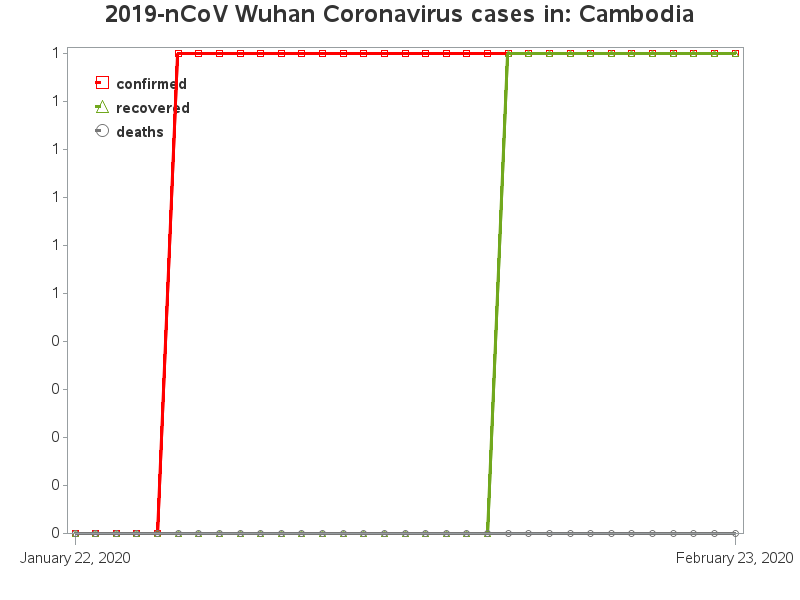 2019-nCoV Wuhan Coronavirus cases in: Cambodia
1
confirmed
1
recovered
deaths
1
1
1
1
0
0
0
0
0
January 22, 2020 February 23, 2020